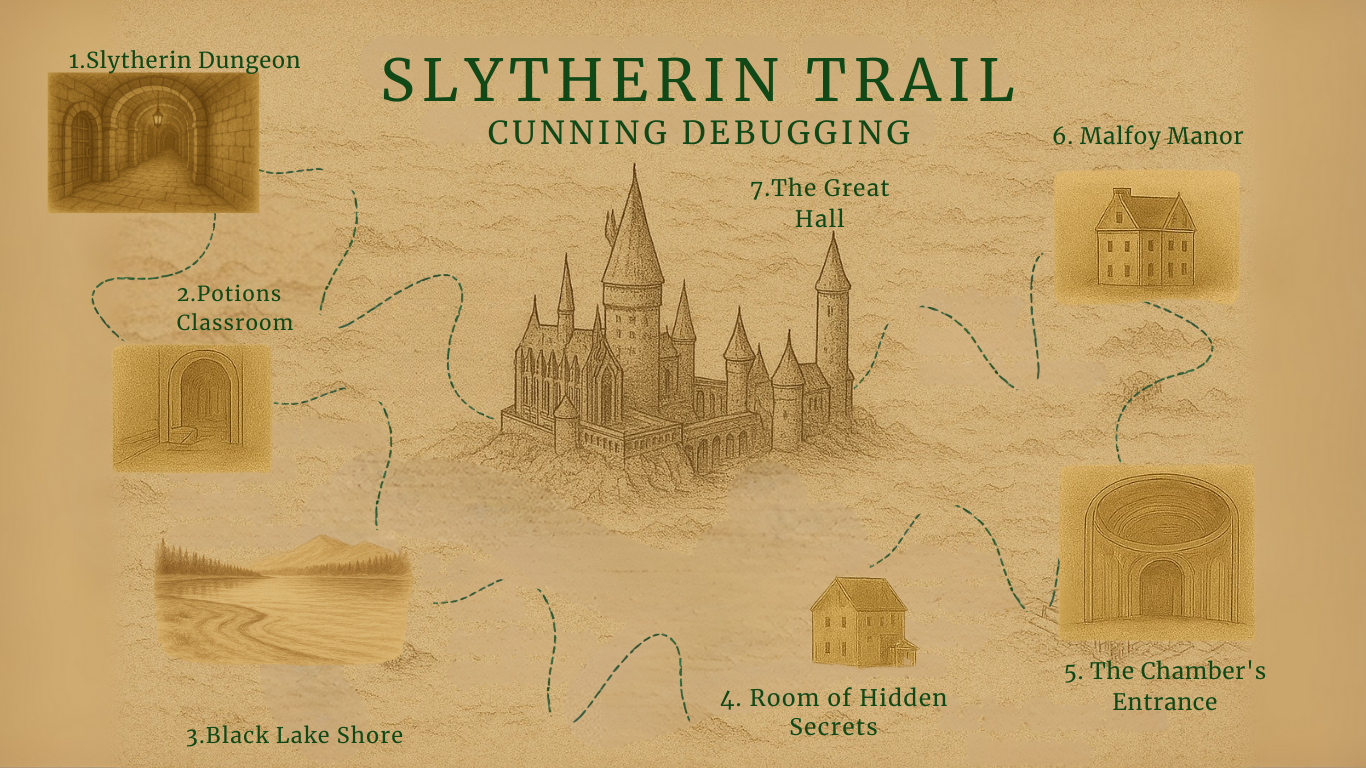 SLYTHERIN TRAIL
CUNNING DEBUGGING
1.Slytherin Dungeon
2.Potions
Classroom
3.Black Lake Shore
4. Room of Hidden
Secrets
5. The Chamber's
Entrance
6. Malfoy Manor
7.The Great
Hall